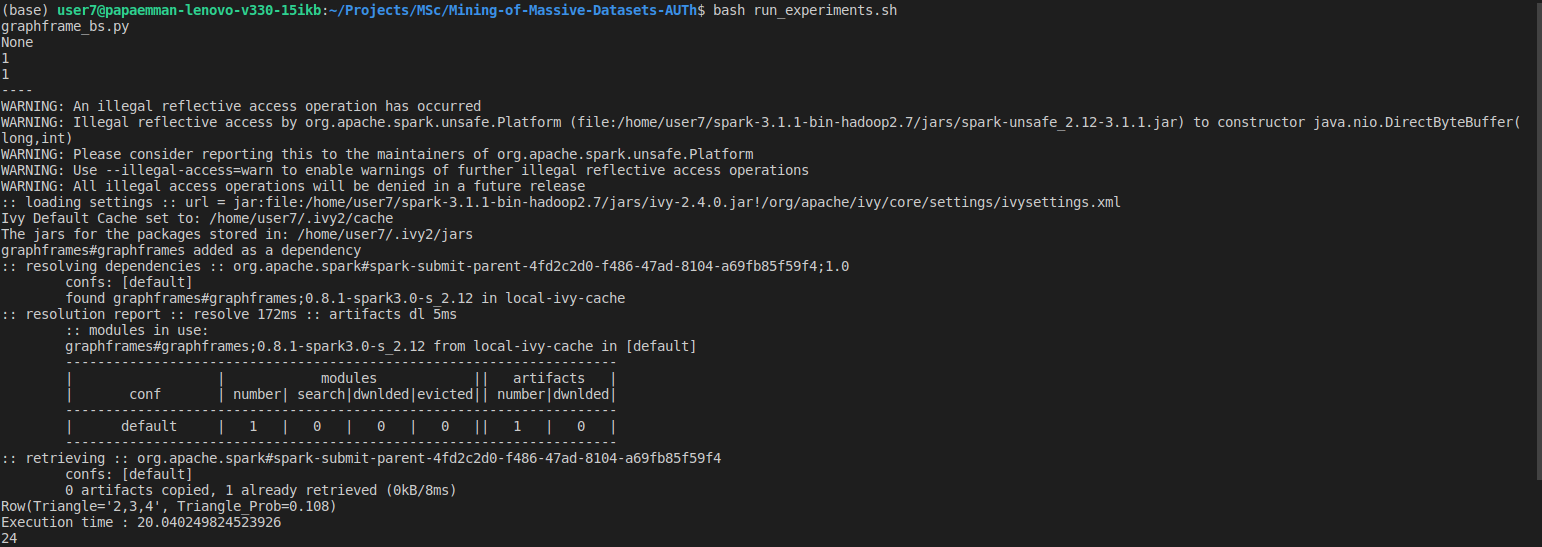 (base) user7@papaemman-lenovo-v330-15ikb:~/Projects/MSc/Mining-of-Massive-Datasets-AUTh$ bash run_experiments.sh
graphframe_bs.py
None
1
1
----
WARNING: An illegal reflective access operation has occurred
WARNING: Illegal reflective access by org.apache.spark.unsafe.Platform (file:/home/user7/spark-3.1.1-bin-hadoop2.7/jars/spark-unsafe_2.12-3.1.1.jar) to constructor java.nio.DirectByteBuffer(
long,int)
WARNING: Please consider reporting this to the maintainers of org.apache.spark.unsafe.Platform
WARNING: Use --illegal-access=warn to enable warnings of further illegal reflective access operations
WARNING: All illegal access operations will be denied in a future release
:: loading settings :: url = jar:file:/home/user7/spark-3.1.1-bin-hadoop2.7/jars/ivy-2.4.0.jar!/org/apache/ivy/core/settings/ivysettings.xml
Ivy Default Cache set to: /home/user7/.ivy2/cache
The jars for the packages stored in: /home/user7/.ivy2/jars
graphframes#graphframes added as a dependency
:: resolving dependencies :: org.apache.spark#spark-submit-parent-4fd2c2d0-f486-47ad-8104-a69fb85f59f4;1.0
        confs: [default]
        found graphframes#graphframes;0.8.1-spark3.0-s_2.12 in local-ivy-cache
:: resolution report :: resolve 172ms :: artifacts dl 5ms
        :: modules in use:
        graphframes#graphframes;0.8.1-spark3.0-s_2.12 from local-ivy-cache in [default]
        ---------------------------------------------------------------------
        |                  |            modules            ||   artifacts   |
        |       conf       | number| search|dwnlded|evicted|| number|dwnlded|
        ---------------------------------------------------------------------
        |      default     |   1   |   0   |   0   |   0   ||   1   |   0   |
        ---------------------------------------------------------------------
:: retrieving :: org.apache.spark#spark-submit-parent-4fd2c2d0-f486-47ad-8104-a69fb85f59f4
        confs: [default]
        0 artifacts copied, 1 already retrieved (0kB/8ms)
Row(Triangle='2,3,4', Triangle_Prob=0.108)
Execution time : 20.040249824523926
24